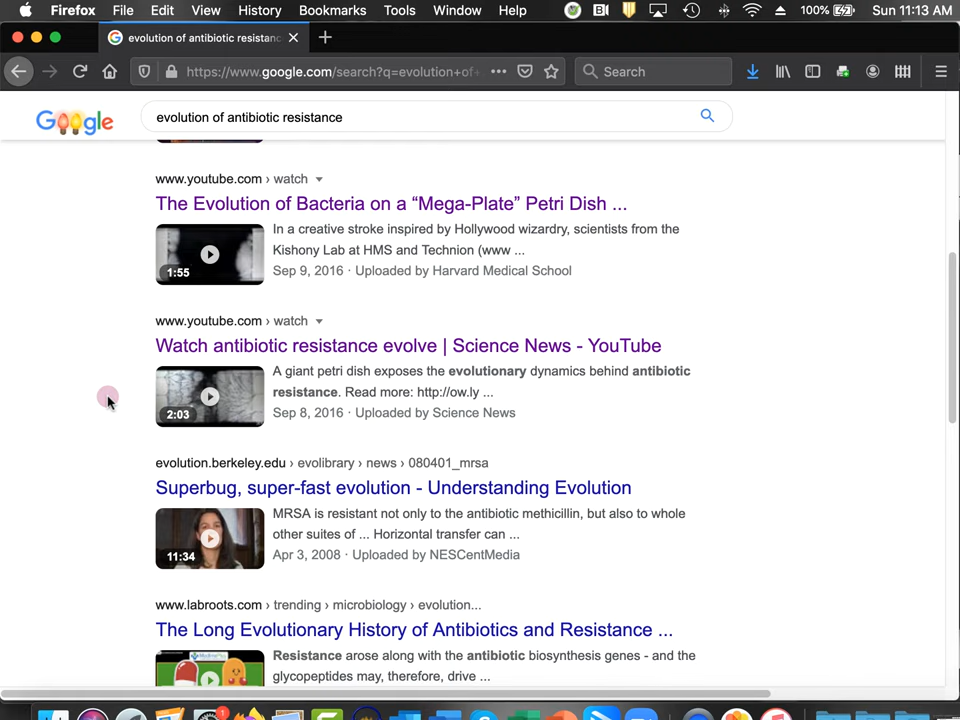 Firefox File Edit View History Bookmarks Tools Window Help 100% Sun 11:13 AM
evolution of antibiotic resistanc
https://www.google.com/search?q=evolution+of+ Search
Google evolution of antibiotic resistance
www.youtube.com › watch
The Evolution of Bacteria on a “Mega-Plate” Petri Dish ...
In a creative stroke inspired by Hollywood wizardry, scientists from the
Kishony Lab at HMS and Technion (www ...
1:55
Sep 9, 2016 · Uploaded by Harvard Medical School
www.youtube.com › watch
Watch antibiotic resistance evolve | Science News - YouTube
A giant petri dish exposes the evolutionary dynamics behind antibiotic
resistance. Read more: http://ow.ly ...
2:03
Sep 8, 2016 · Uploaded by Science News
evolution.berkeley.edu › evolibrary › news › 080401_mrsa
Superbug, super-fast evolution - Understanding Evolution
MRSA is resistant not only to the antibiotic methicillin, but also to whole
other suites of ... Horizontal transfer can ...
11:34
Apr 3, 2008 · Uploaded by NESCentMedia
www.labroots.com › trending › microbiology › evolution...
The Long Evolutionary History of Antibiotics and Resistance ...
Resistance arose along with the antibiotic biosynthesis genes - and the
glycopeptides may, therefore, drive ...